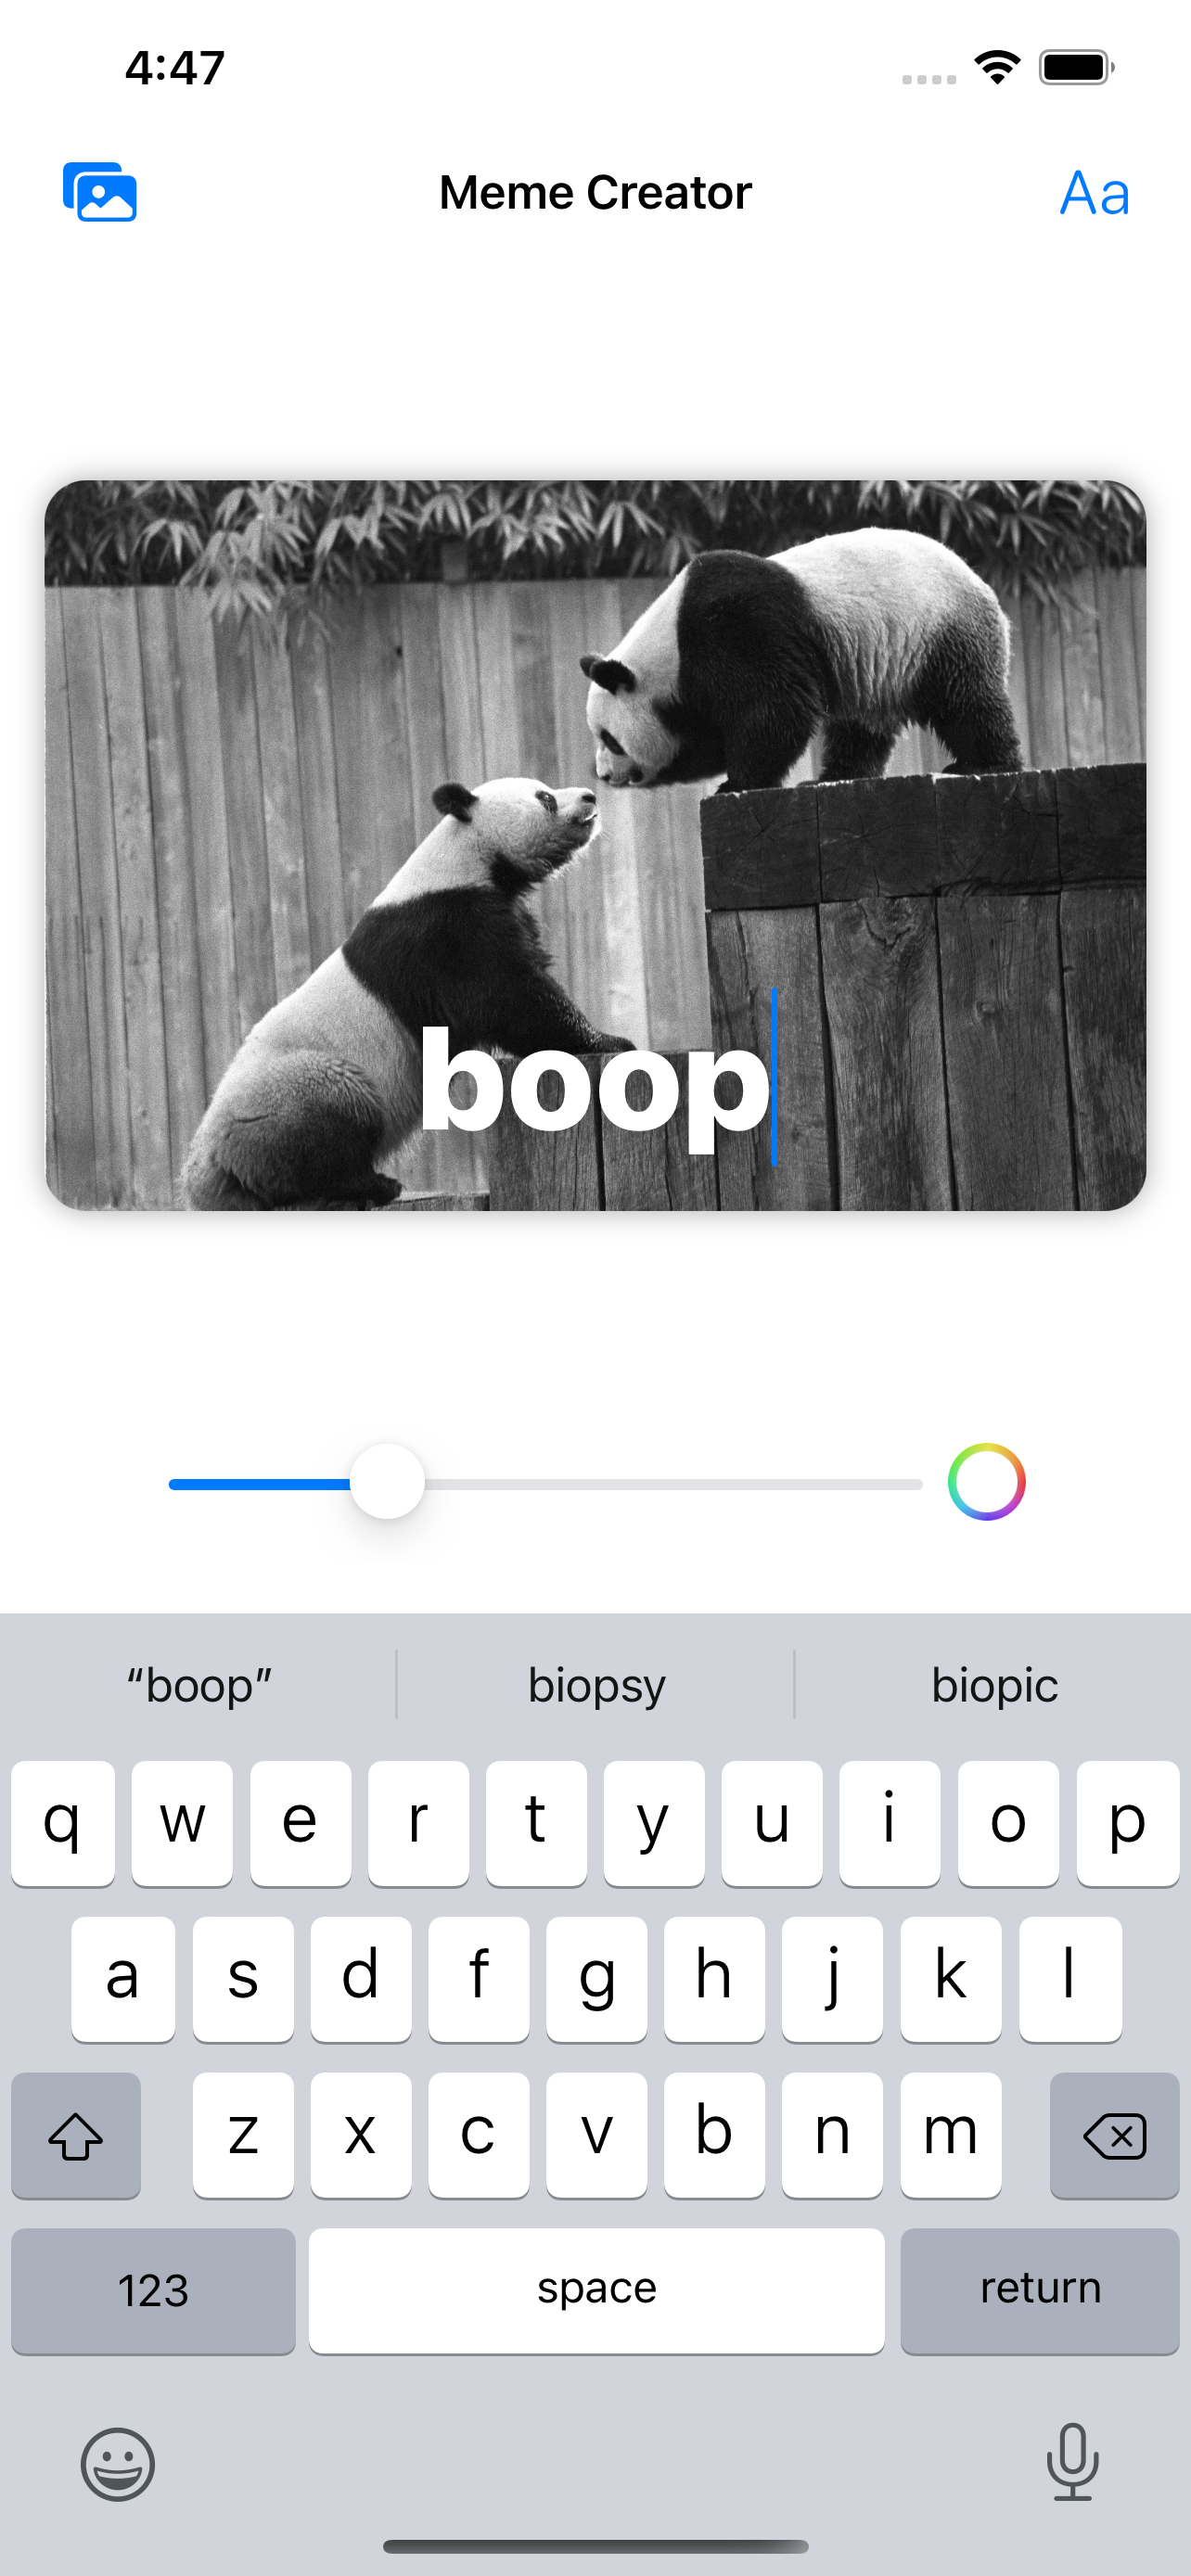 4:47
Meme Creator
Aa
boop
“boop” biopsy biopic
q w e r t y u i o p
a s d f g h j k l
z x c v b n m
123 space return